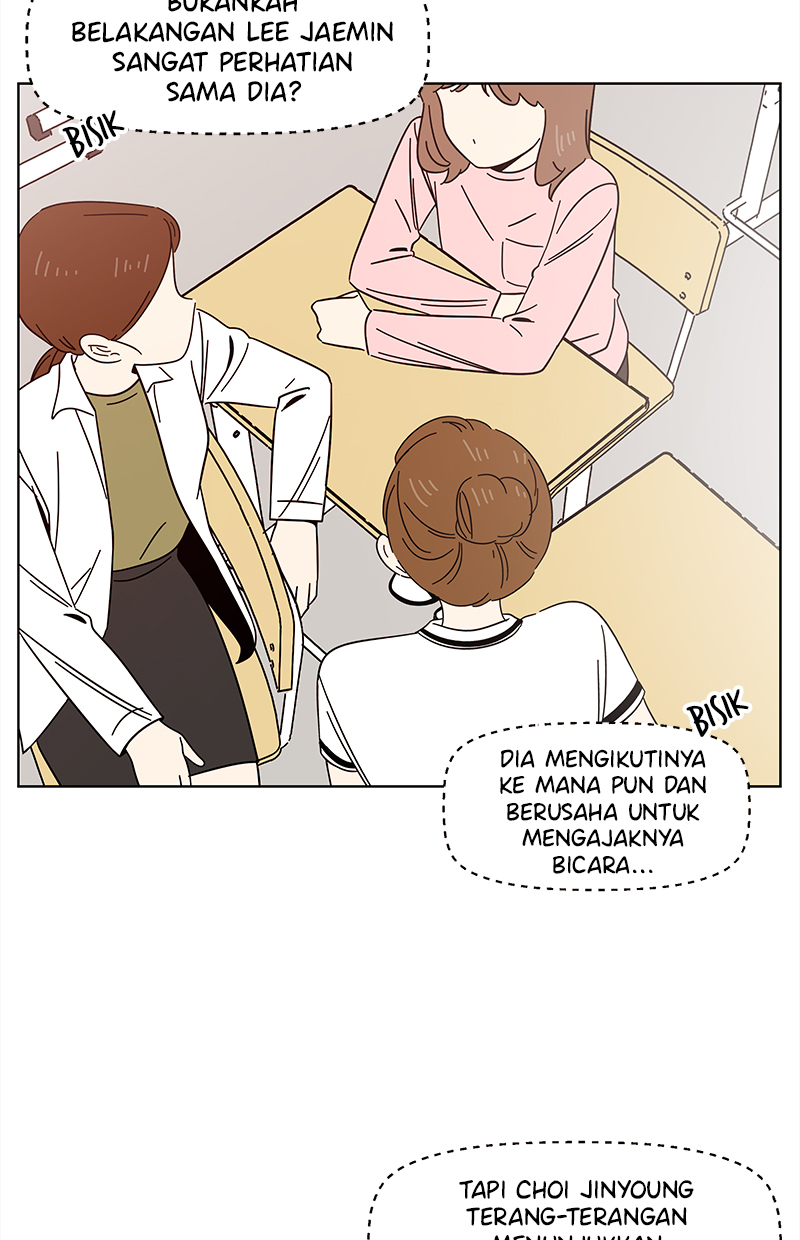 BUKANKAH
BELAKANGAN LEE JAEMIN
SANGAT PERHATIAN
SAMA DIA?
BISIK
BISIK
DIA MENGIKUTINYA
KE MANA PUN DAN
BERUSAHA UNTUK
MENGAJAKNYA
BICARA...
TAPI CHOI JINYOUNG
TERANG-TERANGAN
MENUNJUKKAN